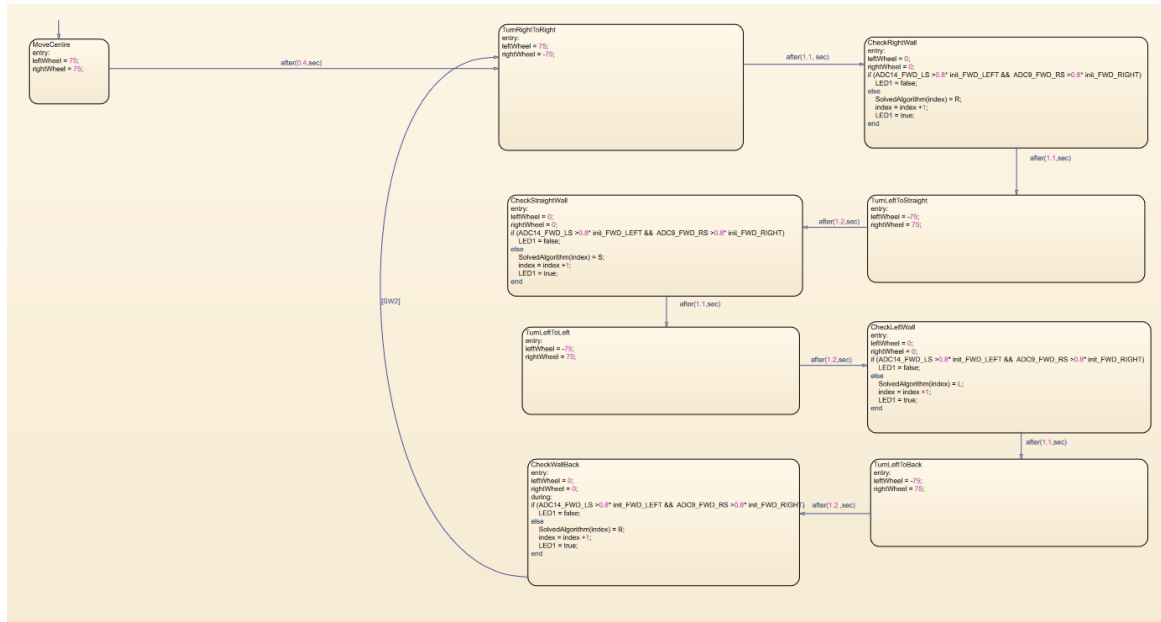 MoveCentre
entry:
leftWheel = 75;
rightWheel = 75;
after(0.4,sec)
TurnRightToRight
entry:
leftWheel = 75;
rightWheel = -75;
after(1.1, sec)
CheckRightWall
entry:
leftWheel = 0;
rightWheel = 0;
if (ADC14_FWD_LS >0.8* init_FWD_LEFT && ADC9_FWD_RS >0.8* init_FWD_RIGHT)
LED1 = false;
else
SolvedAlgorithm(index) = R;
index = index +1;
LED1 = true;
end
after(1.1,sec)
TurnLeftToStraight
entry:
leftWheel = -75;
rightWheel = 75;
after(1.2,sec)
CheckStraightWall
entry:
leftWheel = 0;
rightWheel = 0;
if (ADC14_FWD_LS >0.8* init_FWD_LEFT && ADC9_FWD_RS >0.8* init_FWD_RIGHT)
LED1 = false;
else
SolvedAlgorithm(index) = S;
index = index +1;
LED1 = true;
end
after(1.1,sec)
[SW2]
TurnLeftToLeft
entry:
leftWheel = -75;
rightWheel = 75;
after(1.2,sec)
CheckLeftWall
entry:
leftWheel = 0;
rightWheel = 0;
if (ADC14_FWD_LS >0.8* init_FWD_LEFT && ADC9_FWD_RS >0.8* init_FWD_RIGHT)
LED1 = false;
else
SolvedAlgorithm(index) = L;
index = index +1;
LED1 = true;
end
after(1.1,sec)
TurnLeftToBack
entry:
leftWheel = -75;
rightWheel = 75;
after(1.2 ,sec)
CheckWallBack
entry:
leftWheel = 0;
rightWheel = 0;
during:
if (ADC14_FWD_LS >0.8* init_FWD_LEFT && ADC9_FWD_RS >0.8* init_FWD_RIGHT)
LED1 = false;
else
SolvedAlgorithm(index) = B;
index = index +1;
LED1 = true;
end